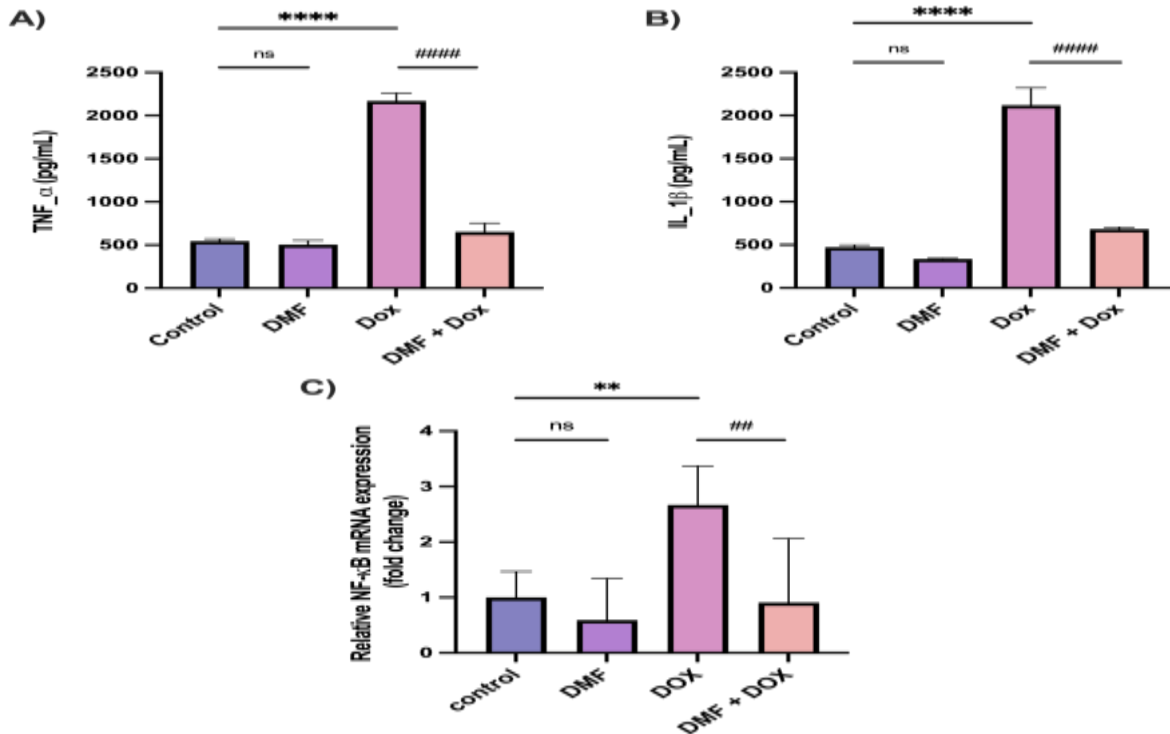 A)
****
ns
####
TNF_α (pg/mL)
2500
2000
1500
1000
500
0
Control
DMF
Dox
DMF + Dox
B)
****
ns
####
IL_1β (pg/mL)
2500
2000
1500
1000
500
0
Control
DMF
Dox
DMF + Dox
C)
**
ns
##
Relative NF-κB mRNA expression
(fold change)
4
3
2
1
0
control
DMF
DOX
DMF + DOX